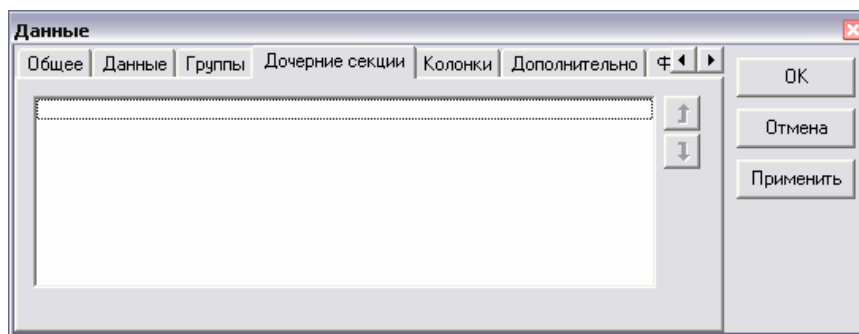 Данные
Общее Данные Группы Дочерние секции Колонки Дополнительно
OK
Отмена
Применить